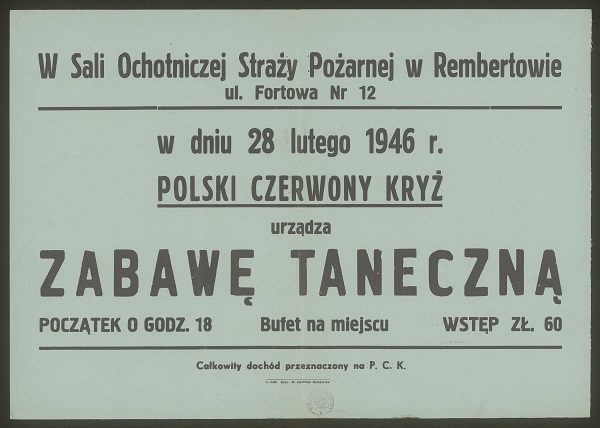 W Sali Ochotniczej Straży Pożarnej w Rembertowie
ul. Fortowa Nr 12
w dniu 28 lutego 1946 r.
POLSKI CZERWONY KRYŻ
urządza
ZABAWĘ TANECZNĄ
POCZĄTEK O GODZ. 18 Bufet na miejscu WSTĘP ZŁ. 60
Całkowity dochód przeznaczony na P. C. K.